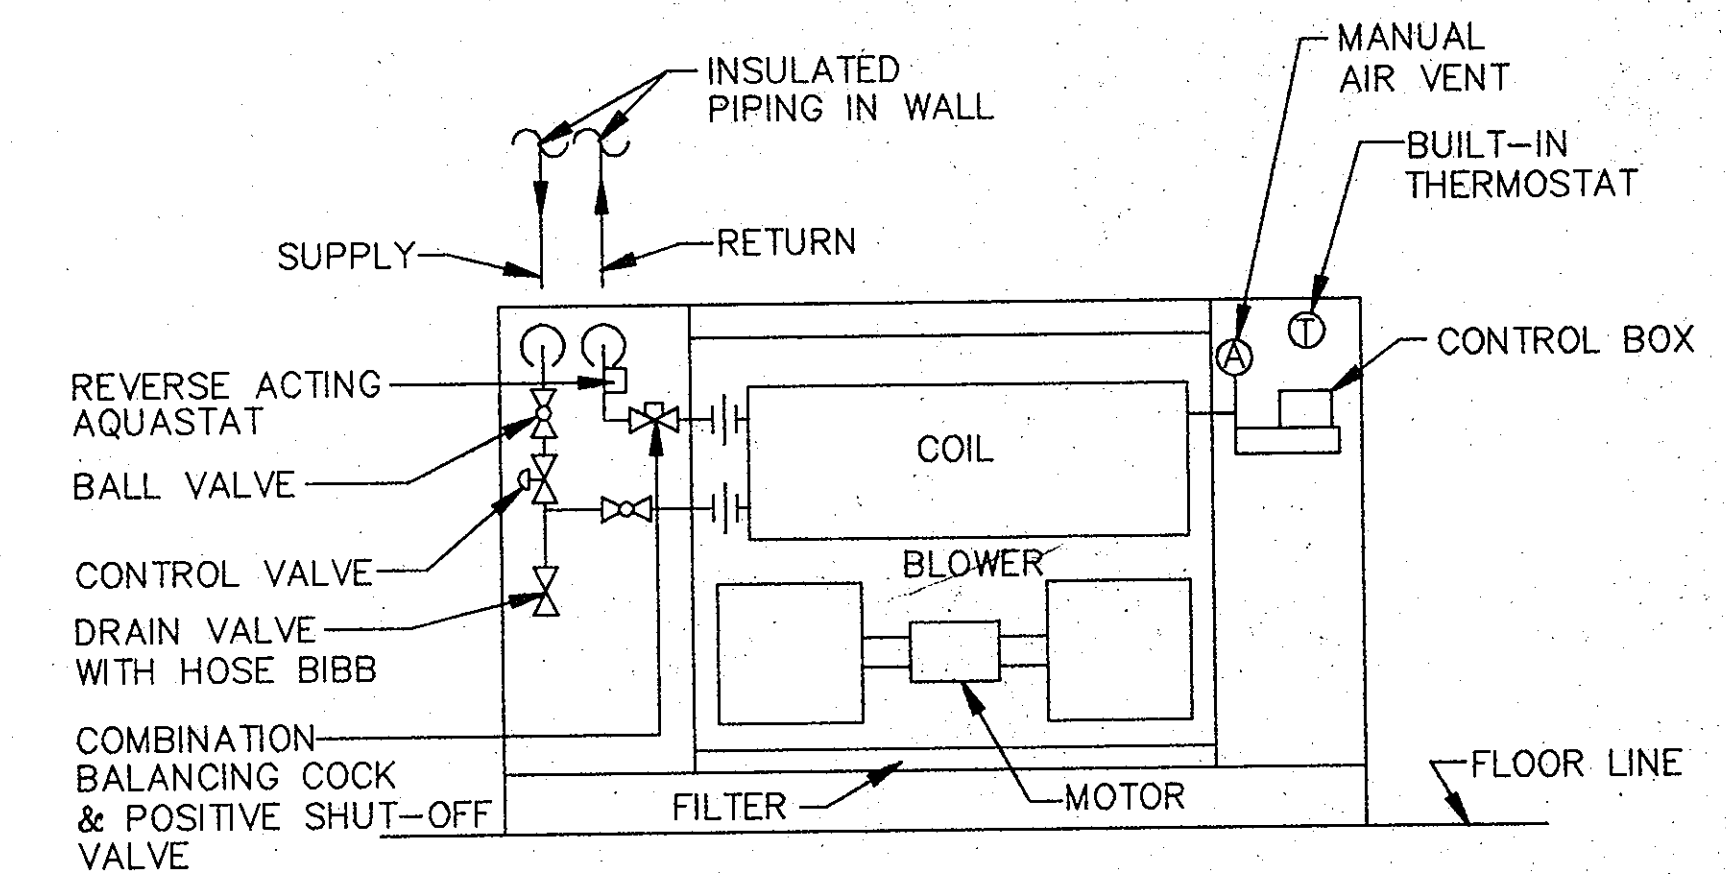 INSULATED
PIPING IN WALL
MANUAL
AIR VENT
BUILT-IN
THERMOSTAT
SUPPLY
RETURN
T
A
CONTROL BOX
REVERSE ACTING
AQUASTAT
COIL
BALL VALVE
BLOWER
CONTROL VALVE
DRAIN VALVE
WITH HOSE BIBB
COMBINATION
BALANCING COCK
& POSITIVE SHUT-OFF
VALVE
FILTER
MOTOR
FLOOR LINE